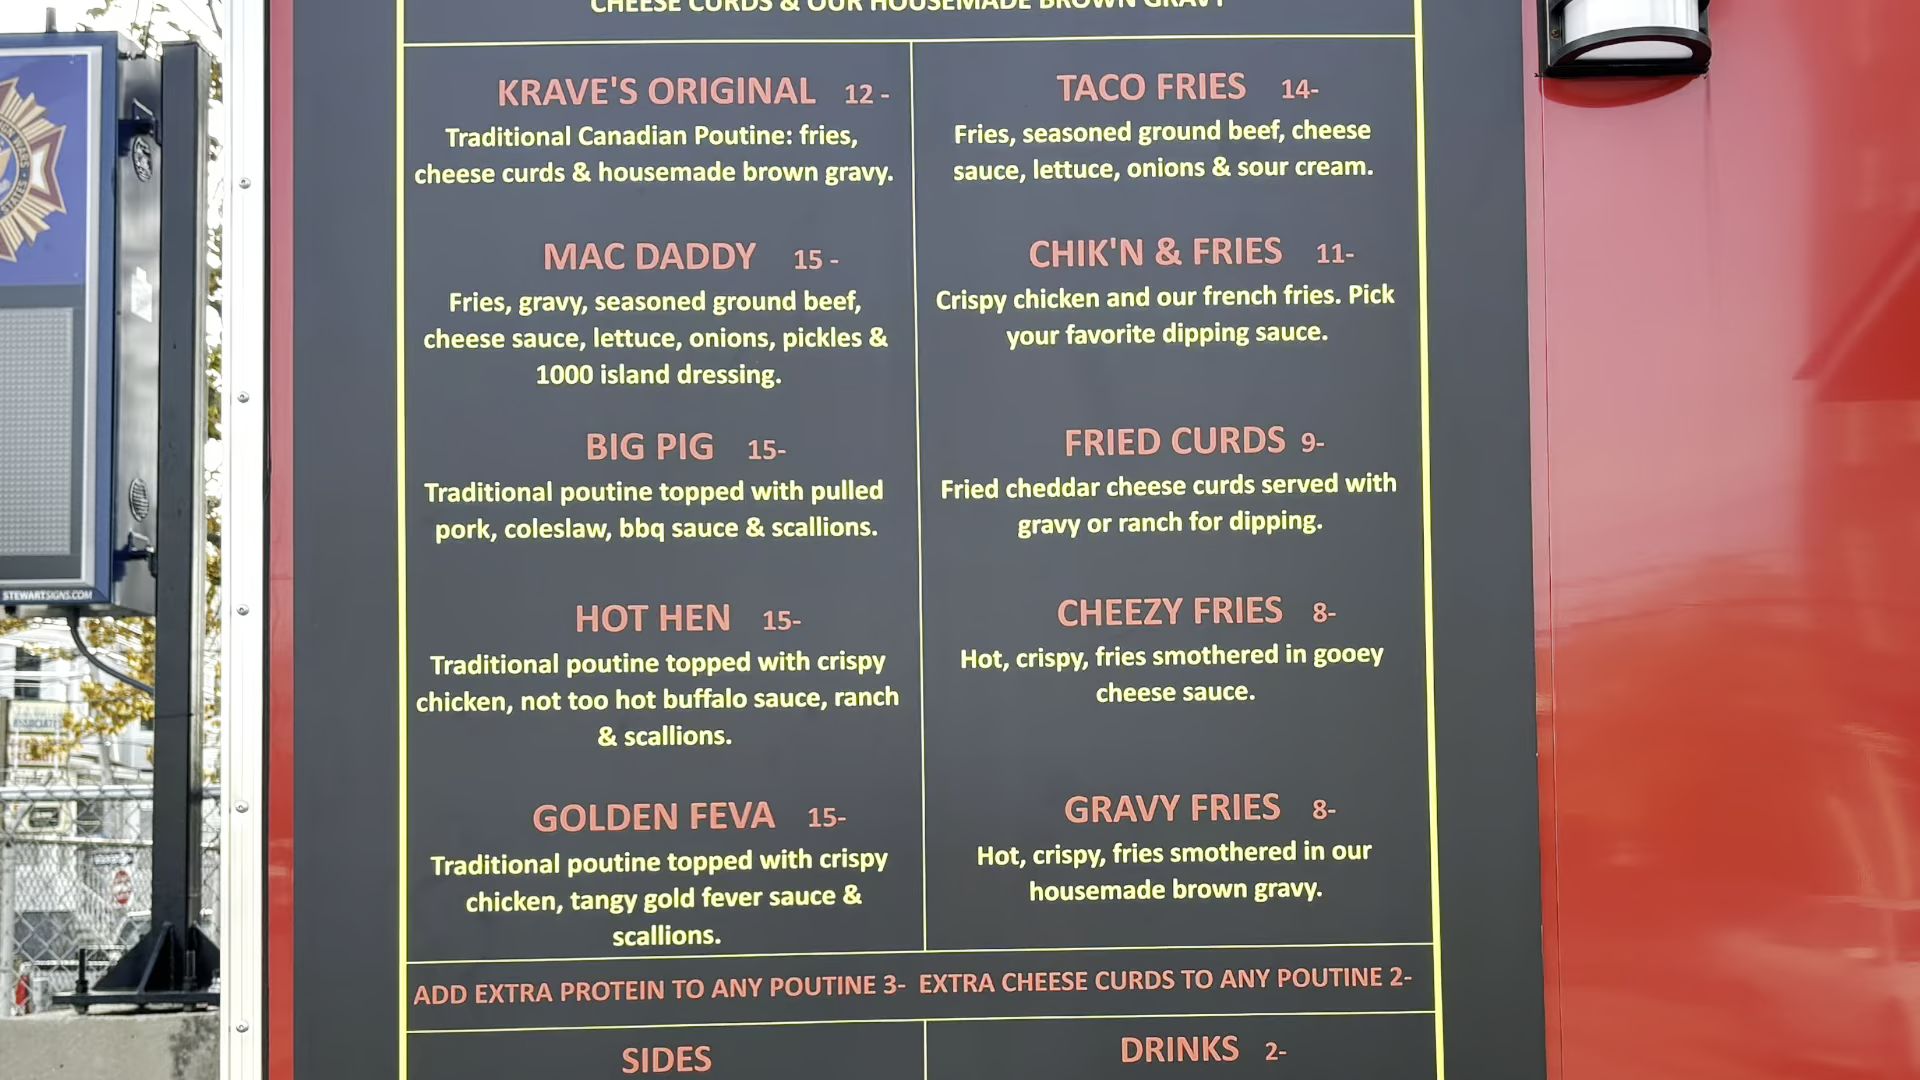 CHEESE CURDS & OUR HOUSEMADE BROWN GRAVY
KRAVE'S ORIGINAL 12 -
Traditional Canadian Poutine: fries,
cheese curds & housemade brown gravy.
MAC DADDY 15 -
Fries, gravy, seasoned ground beef,
cheese sauce, lettuce, onions, pickles &
1000 island dressing.
BIG PIG 15-
Traditional poutine topped with pulled
pork, coleslaw, bbq sauce & scallions.
HOT HEN 15-
Traditional poutine topped with crispy
chicken, not too hot buffalo sauce, ranch
& scallions.
GOLDEN FEVA 15-
Traditional poutine topped with crispy
chicken, tangy gold fever sauce &
scallions.
TACO FRIES 14-
Fries, seasoned ground beef, cheese
sauce, lettuce, onions & sour cream.
CHIK'N & FRIES 11-
Crispy chicken and our french fries. Pick
your favorite dipping sauce.
FRIED CURDS 9-
Fried cheddar cheese curds served with
gravy or ranch for dipping.
CHEEZY FRIES 8-
Hot, crispy, fries smothered in gooey
cheese sauce.
GRAVY FRIES 8-
Hot, crispy, fries smothered in our
housemade brown gravy.
ADD EXTRA PROTEIN TO ANY POUTINE 3- EXTRA CHEESE CURDS TO ANY POUTINE 2-
SIDES
DRINKS 2-
STEWARTSIGNS.COM